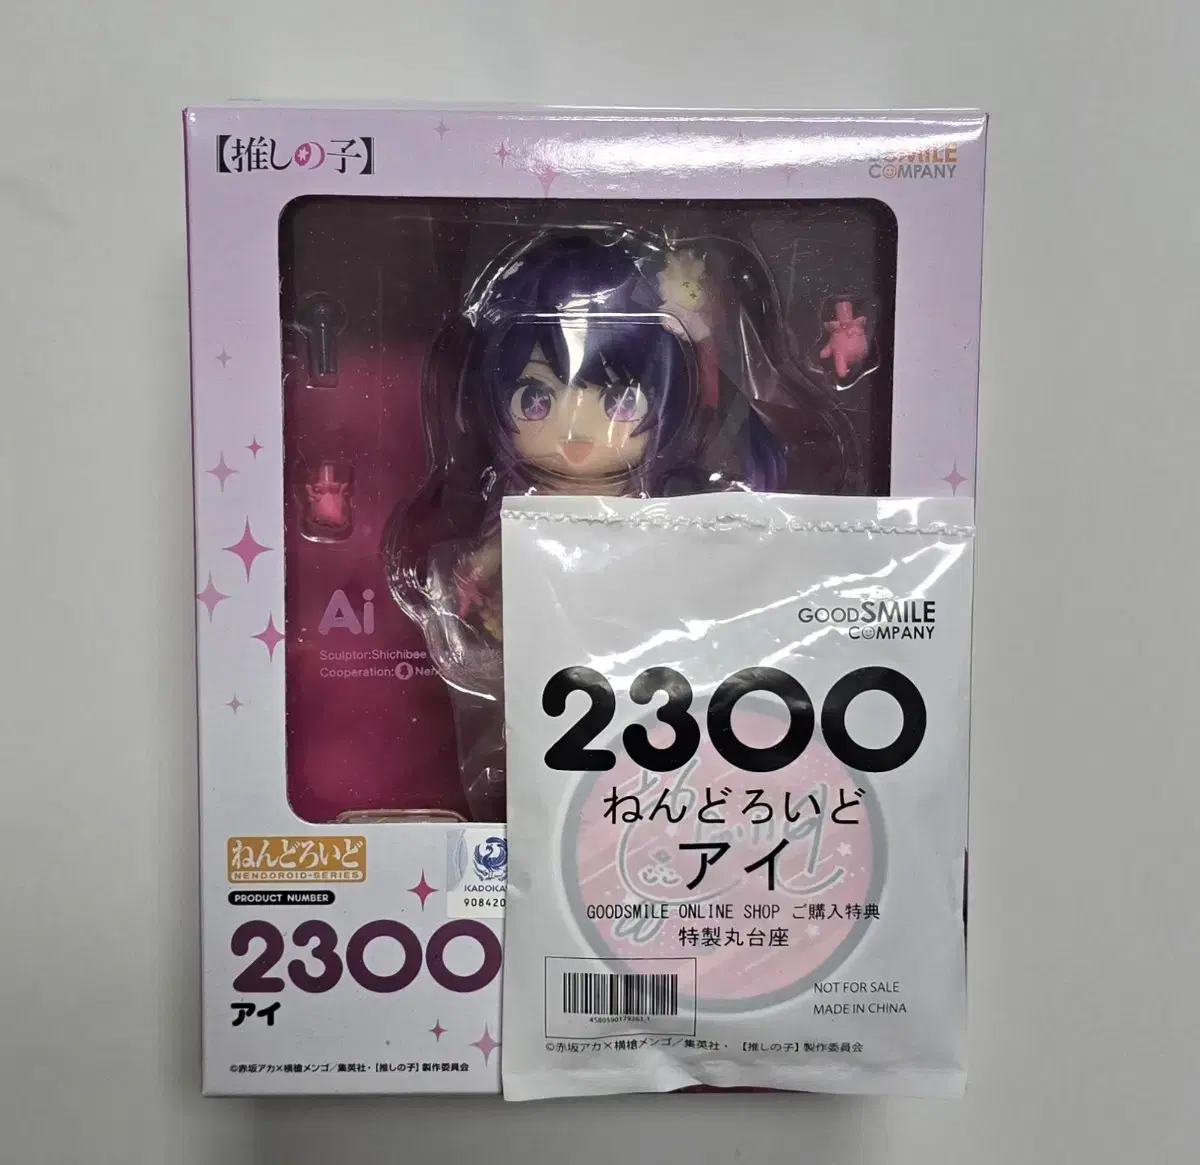 【推しの子】
SMILE
COMPANY
Ai
Sculptor:Shichibee
Cooperation:
ねんどろいど
NENDOROID-SERIES
PRODUCT NUMBER
2300
アイ
KADOKA
908420
©赤坂アカ×横槍メンゴ/集英社・【推しの子】製作委員会
GOODSMILE
COMPANY
2300
ねんどろいど
アイ
GOODSMILE ONLINE SHOP ご購入特典
特製丸台座
NOT FOR SALE
MADE IN CHINA
©赤坂アカ×横槍メンゴ/集英社・【推しの子】製作委員会